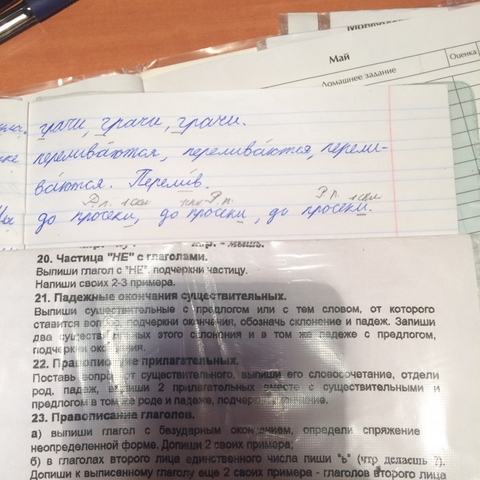 Май
Оценка
Домашнее задание
грачи, грачи, грачи.
переливаются, переливаются, перели-
ваются. Перелив.
Р.п. 1скл. Р.п. Р.п. 1скл.
до просеки, до просеки, до просеки.
20. Частица "НЕ" с глаголами.
Выпиши глагол с "НЕ", подчеркни частицу.
Напиши своих 2-3 примера.
21. Падежные окончания существительных.
Выпиши существительные с предлогом или с тем словом, от которого
ставится вопрос, подчеркни окончания, обозначь склонение и падеж. Запиши
два существительных этого склонения и в том же падеже с предлогом,
подчеркни окончания.
22. Правописание прилагательных.
Поставь вопрос от существительного, выпиши его словосочетание, отдели
род, падеж, впиши 2 прилагательных вместе с существительными и
предлогом в том же роде и падеже, подчеркни окончание.
23. Правописание глаголов.
а) выпиши глагол с безударным окончанием, определи спряжение
неопределенной форме. Допиши 2 своих примера;
б) в глаголах второго лица единственного числа пиши "ь" (что делаешь ?).
Допиши к выписанному глаголу еще 2 своих примера - глаголов второго лица